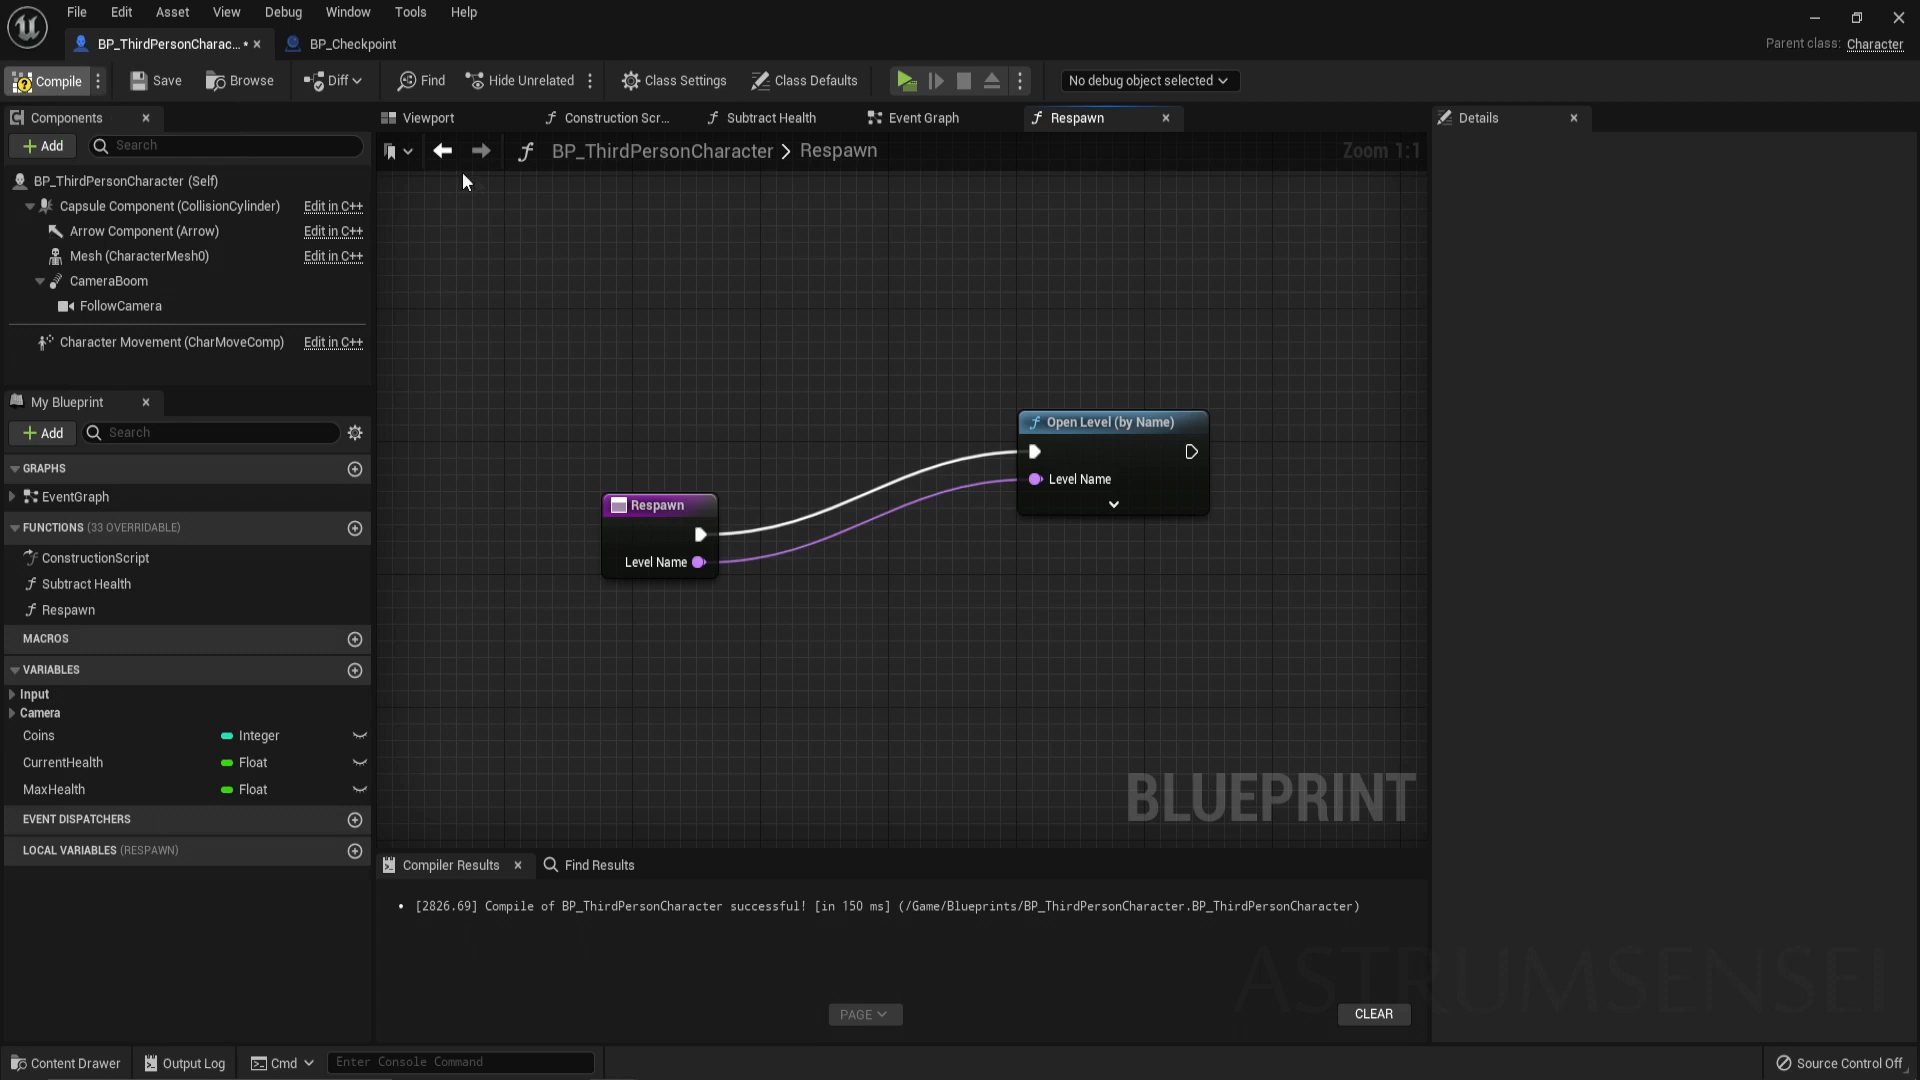 File Edit Asset View Debug Window Tools Help
BP_ThirdPersonCharac... • BP_Checkpoint
Parent class: Character
Compile Save Browse Diff Find Hide Unrelated Class Settings Class Defaults No debug object selected
Components
Viewport Construction Scr... Subtract Health Event Graph Respawn
Details
Add Search
BP_ThirdPersonCharacter > Respawn
Zoom 1:1
BP_ThirdPersonCharacter (Self)
Capsule Component (CollisionCylinder) Edit in C++
Arrow Component (Arrow) Edit in C++
Mesh (CharacterMesh0) Edit in C++
CameraBoom
FollowCamera
Character Movement (CharMoveComp) Edit in C++
My Blueprint
Add Search
GRAPHS
EventGraph
FUNCTIONS (33 OVERRIDABLE)
ConstructionScript
Subtract Health
Respawn
MACROS
VARIABLES
Input
Camera
Coins Integer
CurrentHealth Float
MaxHealth Float
EVENT DISPATCHERS
LOCAL VARIABLES (RESPAWN)
Open Level (by Name)
Level Name
Respawn
Level Name
BLUEPRINT
Compiler Results Find Results
• [2826.69] Compile of BP_ThirdPersonCharacter successful! [in 150 ms] (/Game/Blueprints/BP_ThirdPersonCharacter.BP_ThirdPersonCharacter)
ASTRUMSENSEI
PAGE
CLEAR
Content Drawer Output Log Cmd Enter Console Command Source Control Off